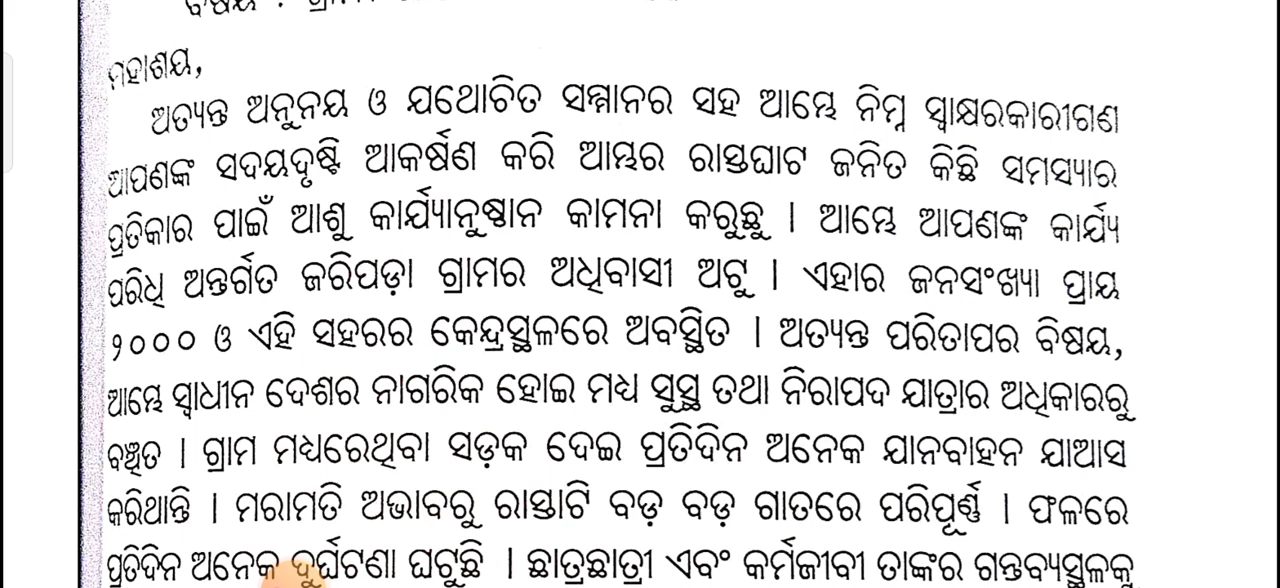 ମହାଶୟ,
ଅତ୍ୟନ୍ତ ଅନୁନୟ ଓ ଯଥୋଚିତ ସମ୍ମାନର ସହ ଆମ୍ଭେ ନିମ୍ନ ସ୍ୱାକ୍ଷରକାରୀଗଣ
ଆପଣଙ୍କ ସଦୟଦୃଷ୍ଟି ଆକର୍ଷଣ କରି ଆମ୍ଭର ରାସ୍ତାଘାଟ ଜନିତ କିଛି ସମସ୍ୟାର
ପ୍ରତିକାର ପାଇଁ ଆଶୁ କାର୍ଯ୍ୟାନୁଷ୍ଠାନ କାମନା କରୁଛୁ । ଆମ୍ଭେ ଆପଣଙ୍କ କାର୍ଯ୍ୟ
ପରିଧି ଅନ୍ତର୍ଗତ ଜରିପଡ଼ା ଗ୍ରାମର ଅଧିବାସୀ ଅଟୁ । ଏହାର ଜନସଂଖ୍ୟା ପ୍ରାୟ
୨୦୦୦ ଓ ଏହି ସହରର କେନ୍ଦ୍ରସ୍ଥଳରେ ଅବସ୍ଥିତ । ଅତ୍ୟନ୍ତ ପରିତାପର ବିଷୟ,
ଆମ୍ଭେ ସ୍ୱାଧୀନ ଦେଶର ନାଗରିକ ହୋଇ ମଧ୍ୟ ସୁସ୍ଥ ତଥା ନିରାପଦ ଯାତ୍ରାର ଅଧିକାରରୁ
ବଞ୍ଚିତ । ଗ୍ରାମ ମଧ୍ୟରେଥିବା ସଡ଼କ ଦେଇ ପ୍ରତିଦିନ ଅନେକ ଯାନବାହନ ଯାଆସ
କରିଥାନ୍ତି । ମରାମତି ଅଭାବରୁ ରାସ୍ତାଟି ବଡ଼ ବଡ଼ ଗାତରେ ପରିପୂର୍ଣ୍ଣ । ଫଳରେ
ପ୍ରତିଦିନ ଅନେକ ଦୁର୍ଘଟଣା ଘଟୁଛି । ଛାତ୍ରଛାତ୍ରୀ ଏବଂ କର୍ମଜୀବୀ ତାଙ୍କର ଗନ୍ତବ୍ୟସ୍ଥଳକୁ